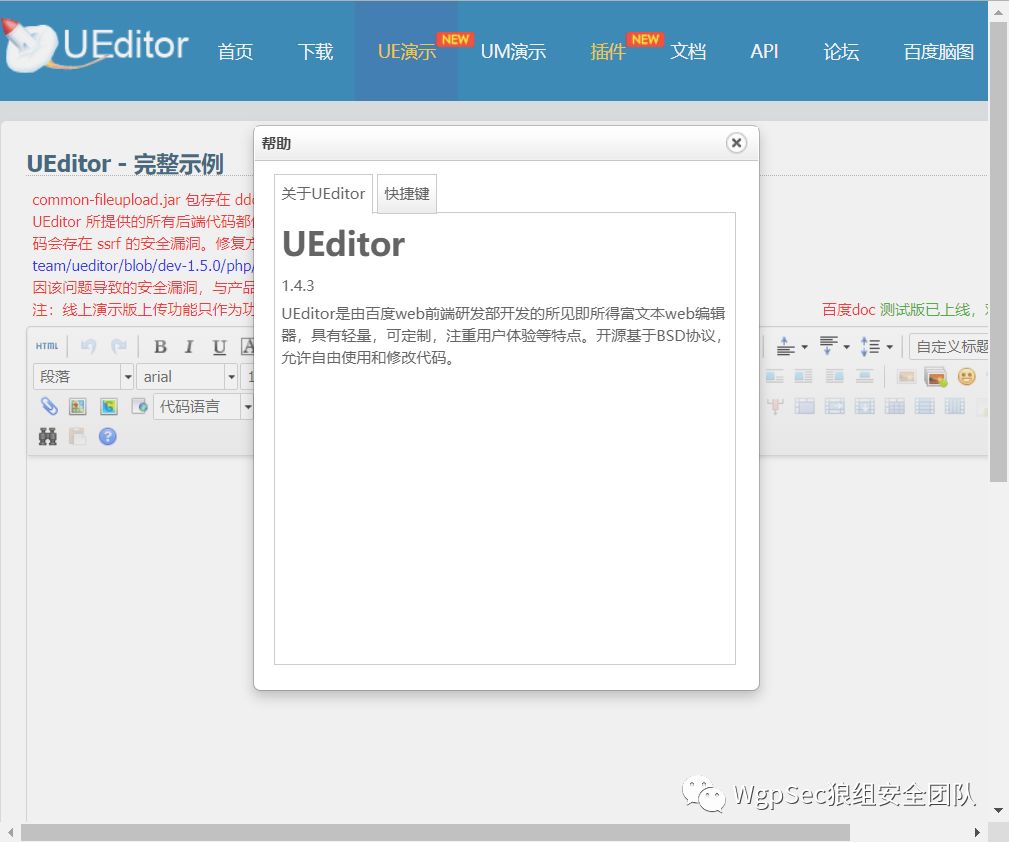 UEditor 首页 下载 UE演示 NEW UM演示 插件 NEW 文档 API 论坛 百度脑图
帮助
UEditor - 完整示例
关于UEditor 快捷键
common-fileupload.jar 包存在
UEditor 所提供的所有后端代码都
码会存在 ssrf 的安全漏洞。修复
team/ueditor/blob/dev-1.5.0/php/
因该问题导致的安全漏洞，与产品
注：线上演示版上传功能只作为功
百度doc 测试版已上线，
UEditor
1.4.3
UEditor是由百度web前端研发部开发的所见即所得富文本web编辑
器，具有轻量，可定制，注重用户体验等特点。开源基于BSD协议，
允许自由使用和修改代码。
HTML B I U A 自定义标题
段落 arial 1
代码语言
WgpSec狼组安全团队